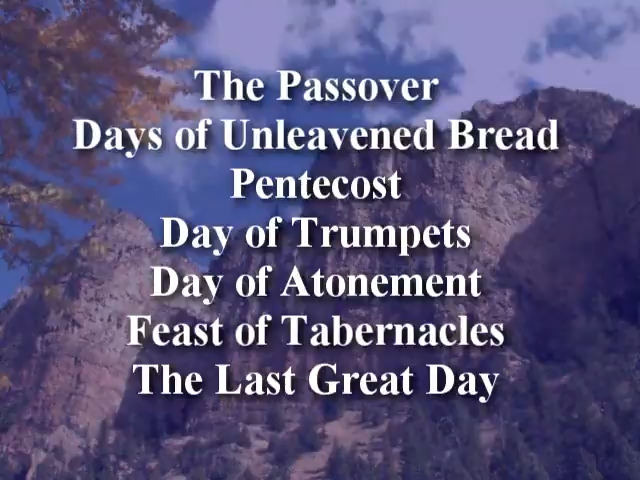 The Passover
Days of Unleavened Bread
Pentecost
Day of Trumpets
Day of Atonement
Feast of Tabernacles
The Last Great Day